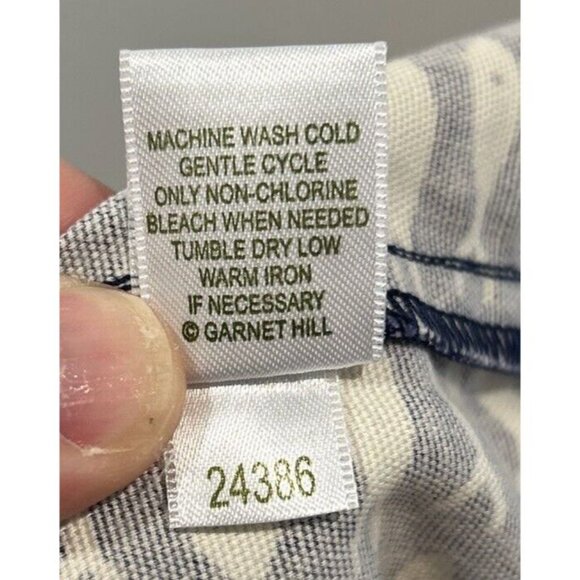 MACHINE WASH COLD
GENTLE CYCLE
ONLY NON-CHLORINE
BLEACH WHEN NEEDED
TUMBLE DRY LOW
WARM IRON
IF NECESSARY
© GARNET HILL
24386